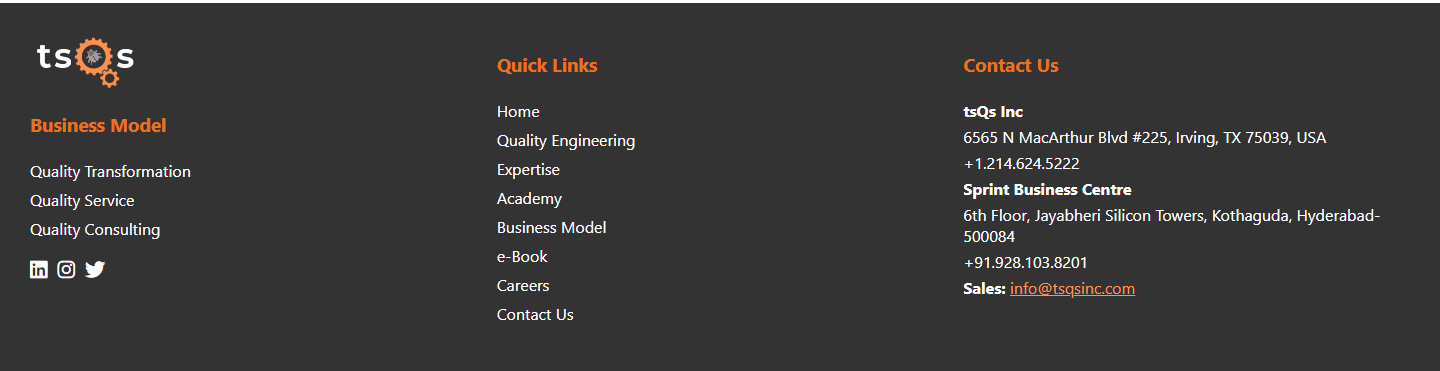 tsQs
Business Model
Quality Transformation
Quality Service
Quality Consulting
Quick Links
Home
Quality Engineering
Expertise
Academy
Business Model
e-Book
Careers
Contact Us
Contact Us
tsQs Inc
6565 N MacArthur Blvd #225, Irving, TX 75039, USA
+1.214.624.5222
Sprint Business Centre
6th Floor, Jayabheri Silicon Towers, Kothaguda, Hyderabad-
500084
+91.928.103.8201
Sales: info@tsqsinc.com